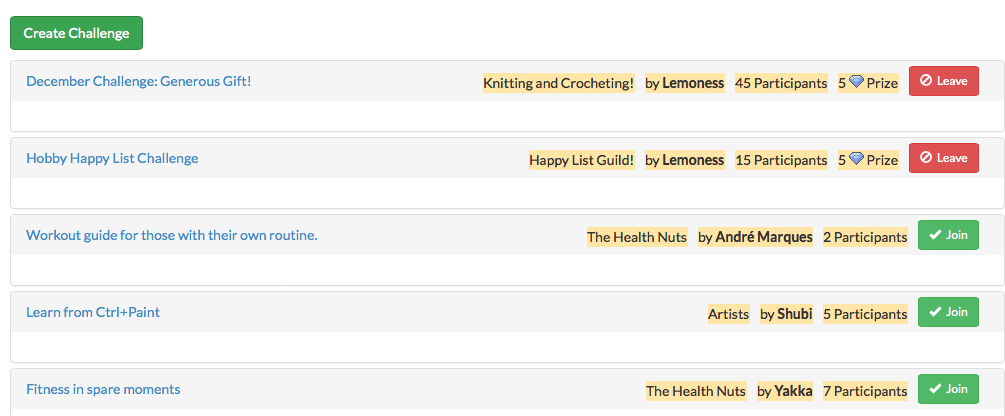 Create Challenge
December Challenge: Generous Gift! Knitting and Crocheting! by Lemoness 45 Participants 5 Prize Leave
Hobby Happy List Challenge Happy List Guild! by Lemoness 15 Participants 5 Prize Leave
Workout guide for those with their own routine. The Health Nuts by André Marques 2 Participants Join
Learn from Ctrl+Paint Artists by Shubi 5 Participants Join
Fitness in spare moments The Health Nuts by Yakka 7 Participants Join